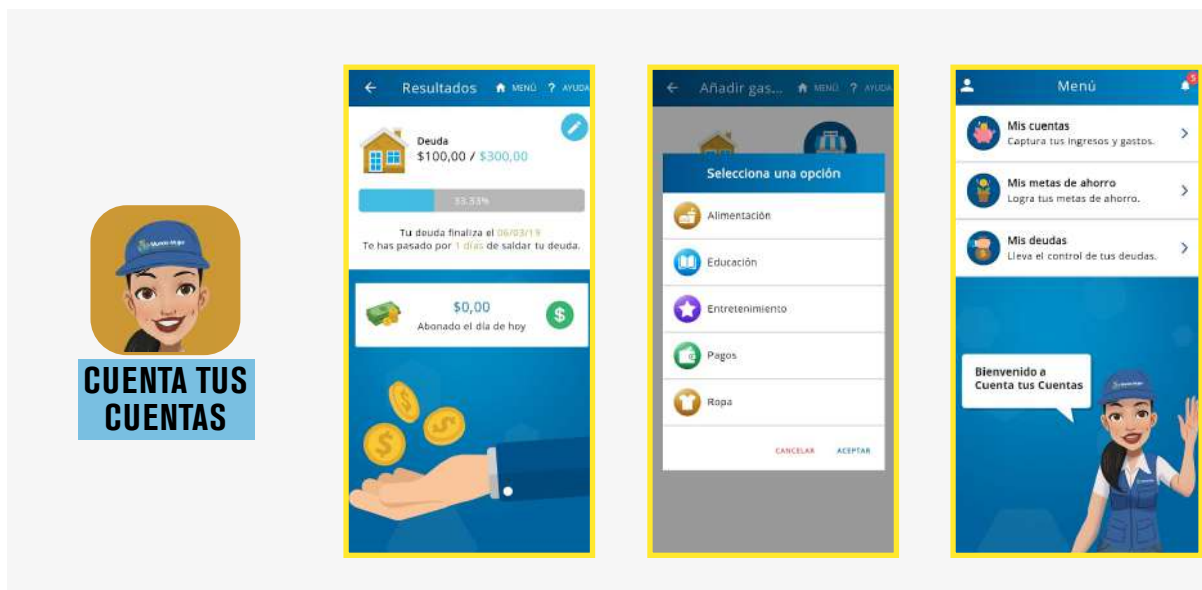 CUENTA TUS
CUENTAS
Resultados MENÚ ? AYUDA
Deuda
$100,00 / $300,00
33.33%
Tu deuda finaliza el 06/03/19
Te has pasado por 1 días de saldar tu deuda.
$0,00
$
Abonado el día de hoy
Añadir gas... MENÚ ? AYUDA
Selecciona una opción
Alimentación
Educación
Entretenimiento
Pagos
Ropa
CANCELAR ACEPTAR
Menú
5
Mis cuentas
Captura tus ingresos y gastos.
Mis metas de ahorro
Logra tus metas de ahorro.
Mis deudas
Lleva el control de tus deudas.
Bienvenido a
Cuenta tus Cuentas